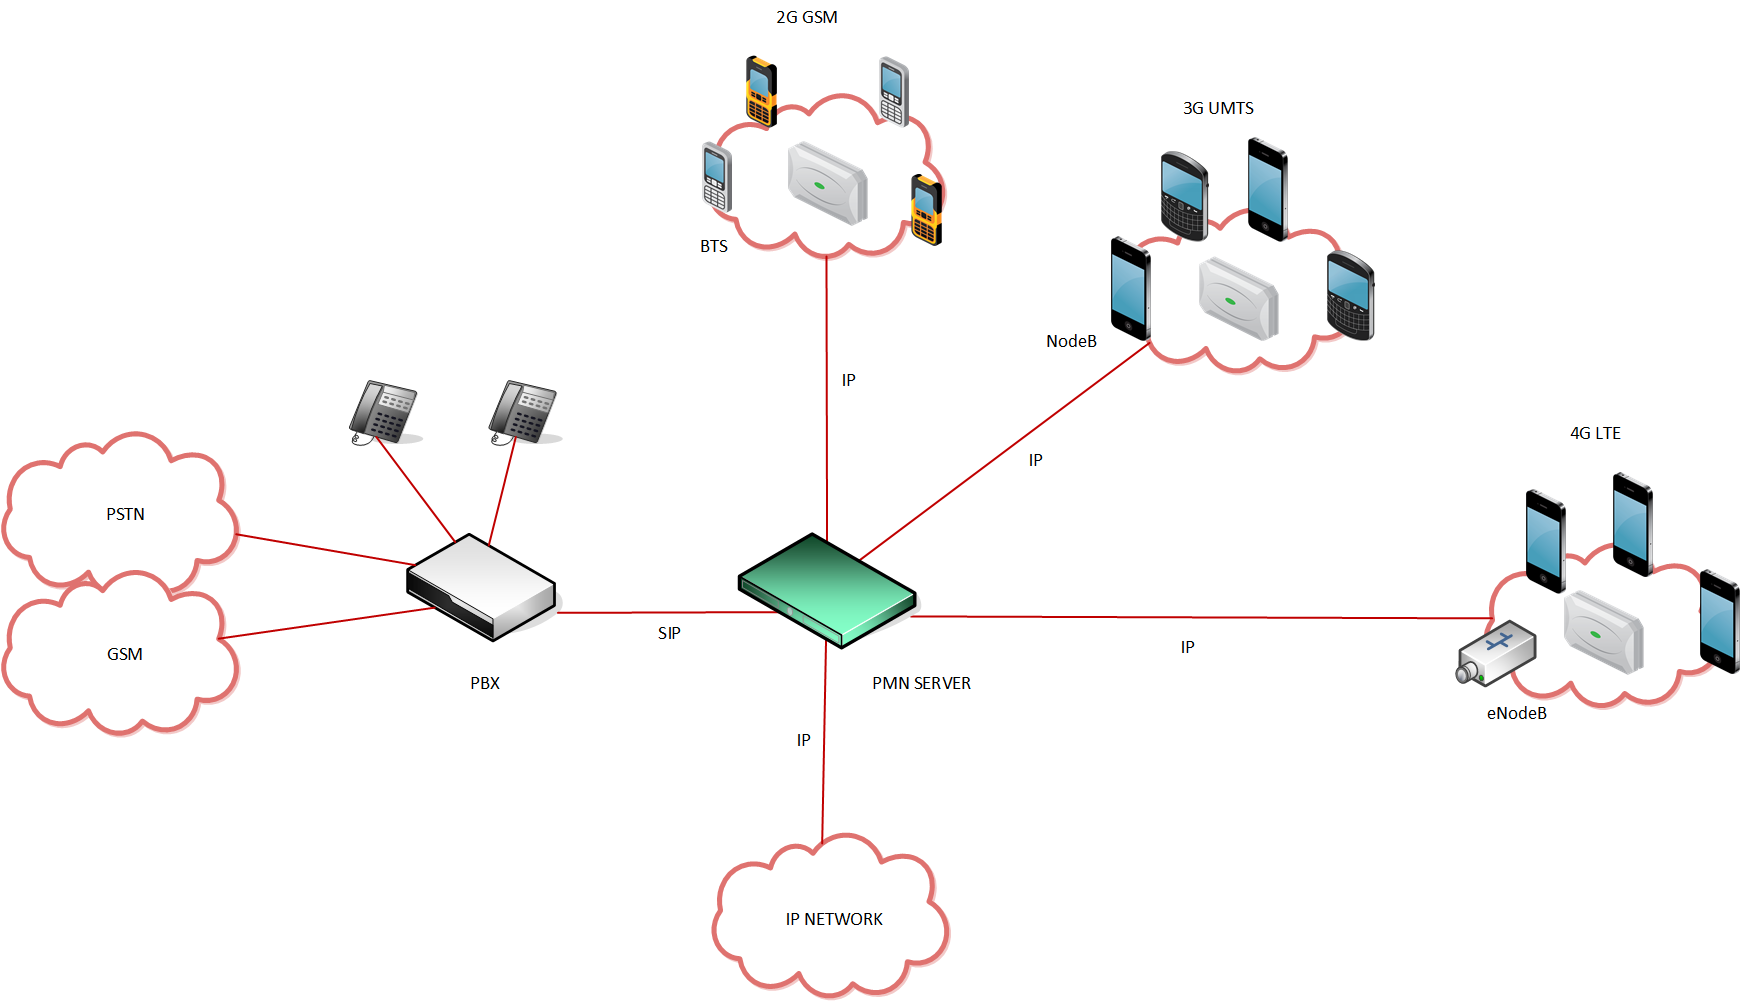 2G GSM
3G UMTS
BTS
NodeB
IP
4G LTE
IP
PSTN
SIP
IP
GSM
PBX
PMN SERVER
eNodeB
IP
IP NETWORK